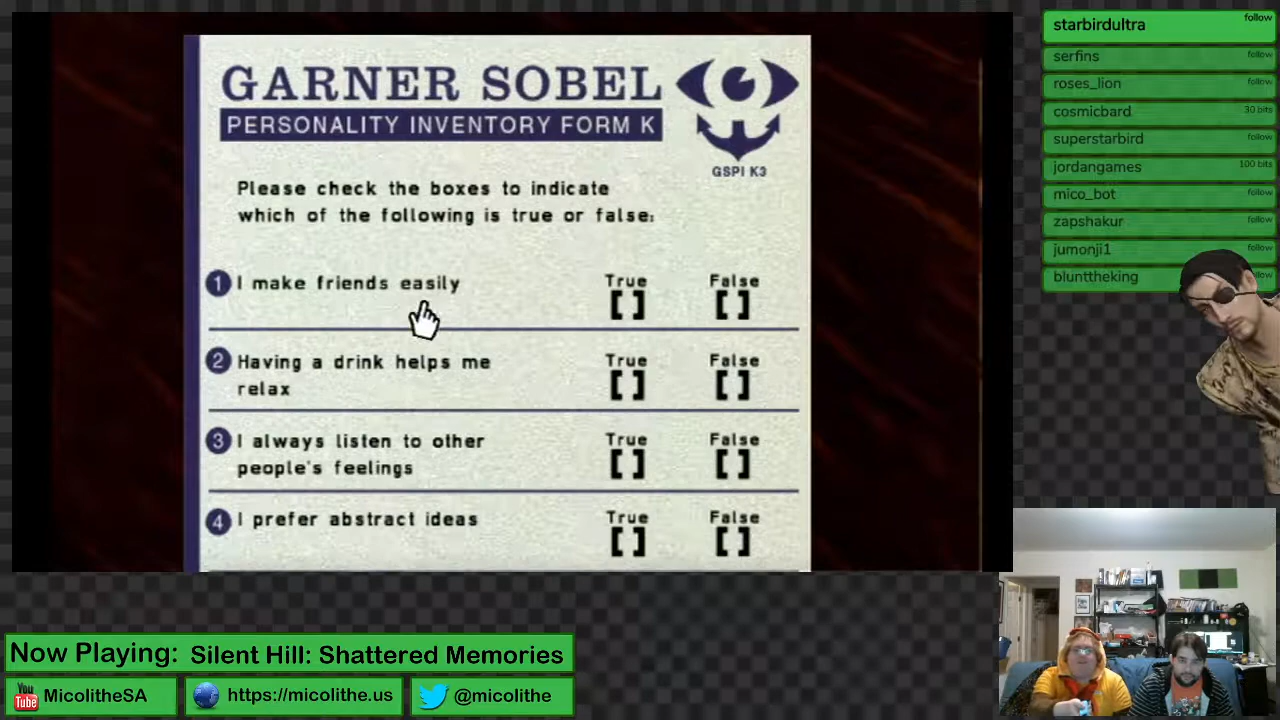 GARNER SOBEL
PERSONALITY INVENTORY FORM K
GSPI K3
Please check the boxes to indicate
which of the following is true or false:
1 I make friends easily True False
[ ] [ ]
2 Having a drink helps me True False
relax [ ] [ ]
3 I always listen to other True False
people's feelings [ ] [ ]
4 I prefer abstract ideas True False
[ ] [ ]
starbirdultra follow
serfins follow
roses_lion follow
cosmicbard 30 bits
superstarbird follow
jordangames 100 bits
mico_bot follow
zapshakur follow
jumonji1 follow
bluntheking
Now Playing: Silent Hill: Shattered Memories
You
Tube
MicolitheSA
https://micolithe.us
@micolithe